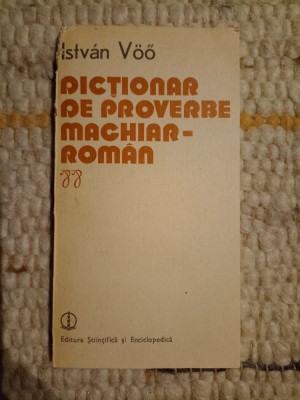 István Vöő
DICȚIONAR
DE PROVERBE
MAGHIAR-
ROMÂN
Editura Științifică și Enciclopedică